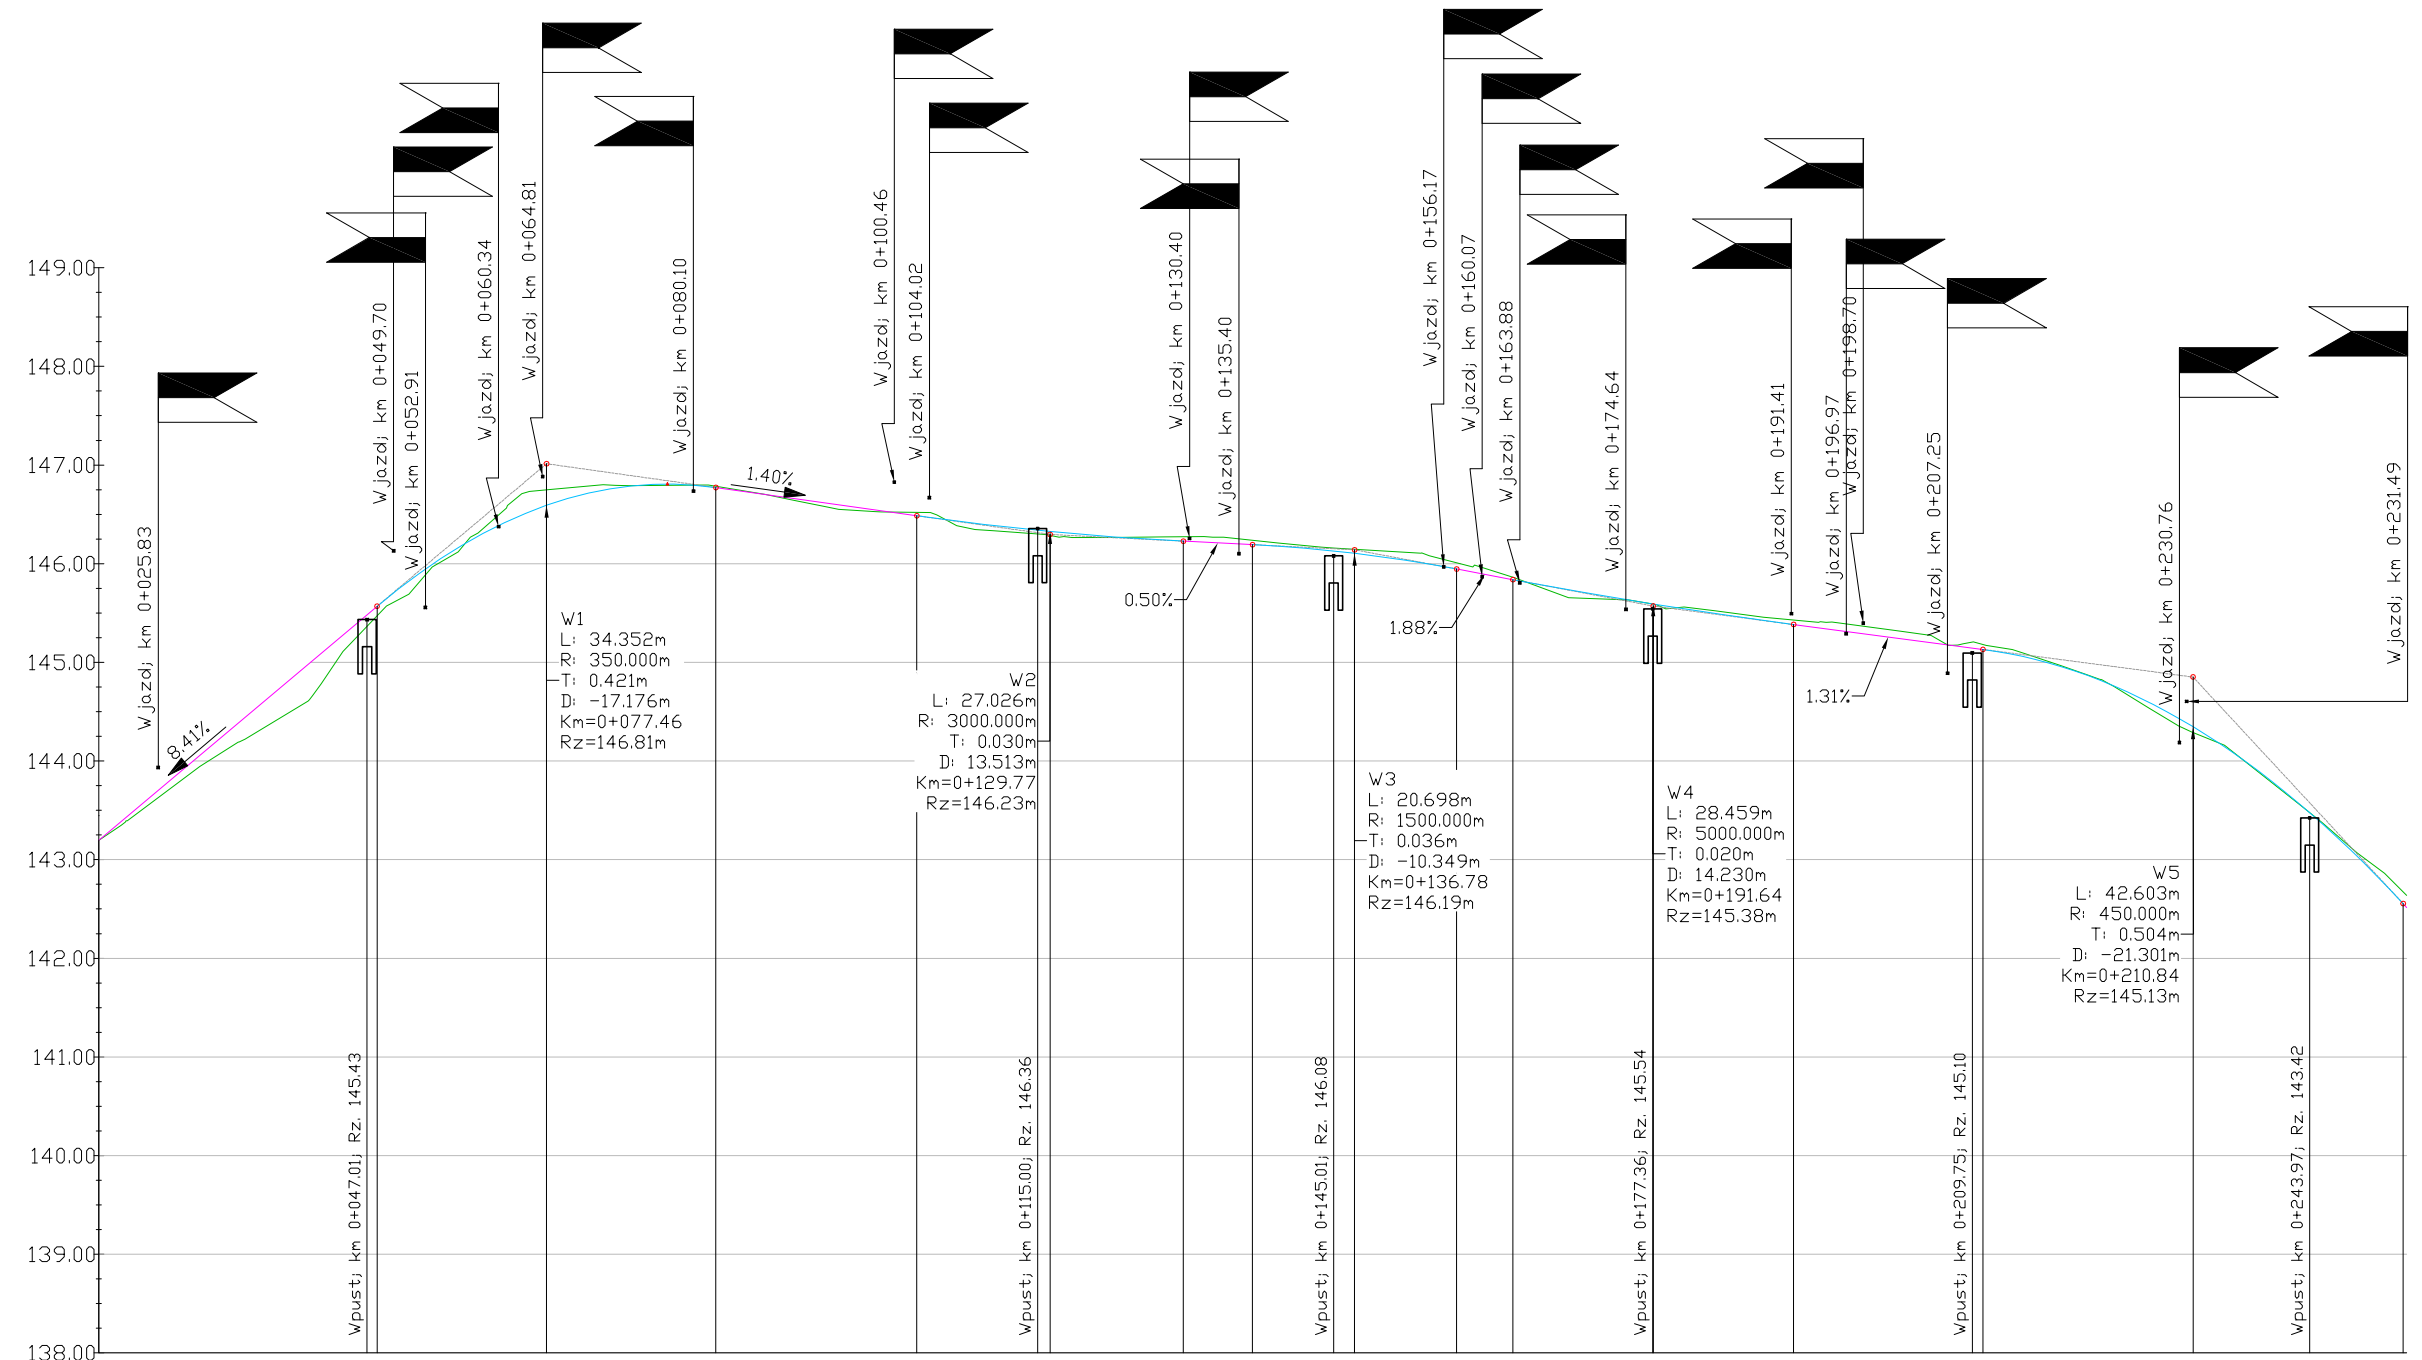 149.00
148.00
147.00
146.00
145.00
144.00
143.00
142.00
141.00
140.00
139.00
138.00
Wjazd; km 0+025.83
Wjazd; km 0+049.70
Wjazd; km 0+052.91
Wjazd; km 0+060.34
Wjazd; km 0+064.81
Wjazd; km 0+080.10
Wjazd; km 0+100.46
Wjazd; km 0+104.02
Wjazd; km 0+130.40
Wjazd; km 0+135.40
Wjazd; km 0+156.17
Wjazd; km 0+160.07
Wjazd; km 0+163.88
Wjazd; km 0+174.64
Wjazd; km 0+191.41
Wjazd; km 0+196.97
Wjazd; km 0+198.70
Wjazd; km 0+207.25
Wjazd; km 0+230.76
Wjazd; km 0+231.49
8.41%
1.40%
0.50%
1.88%
1.31%
W1
L: 34.352m
R: 350.000m
T: 0.421m
D: -17.176m
Km=0+077.46
Rz=146.81m
W2
L: 27.026m
R: 3000.000m
T: 0.030m
D: 13.513m
Km=0+129.77
Rz=146.23m
W3
L: 20.698m
R: 1500.000m
T: 0.036m
D: -10.349m
Km=0+136.78
Rz=146.19m
W4
L: 28.459m
R: 5000.000m
T: 0.020m
D: 14.230m
Km=0+191.64
Rz=145.38m
W5
L: 42.603m
R: 450.000m
T: 0.504m
D: -21.301m
Km=0+210.84
Rz=145.13m
Wpust; km 0+047.01; Rz. 145.43
Wpust; km 0+115.00; Rz. 146.36
Wpust; km 0+145.01; Rz. 146.08
Wpust; km 0+177.36; Rz. 145.54
Wpust; km 0+209.75; Rz. 145.10
Wpust; km 0+243.97; Rz. 143.42